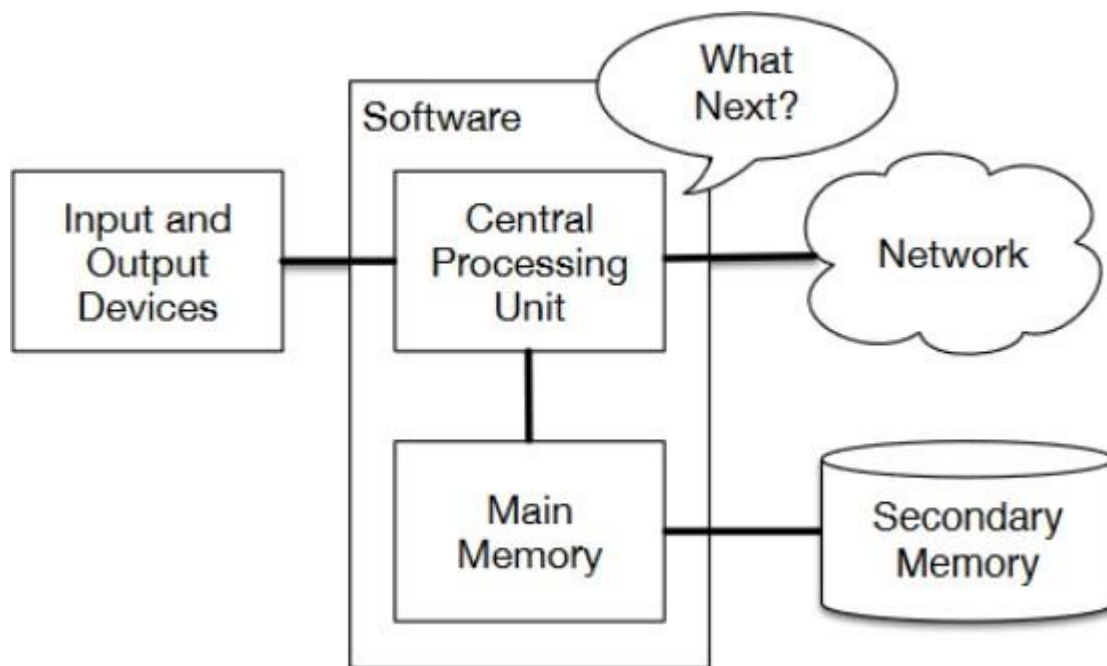 What
Next?
Software
Input and
Output
Devices
Central
Processing
Unit
Network
Main
Memory
Secondary
Memory